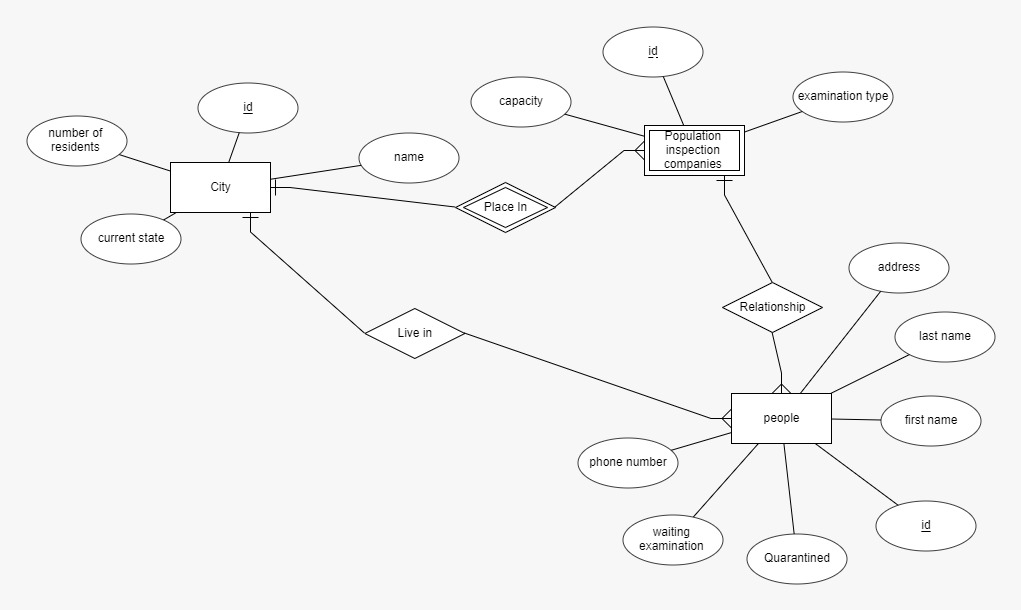 id
capacity
examination type
id
Population
inspection
companies
number of
residents
name
City
Place In
current state
address
Relationship
Live in
last name
people
first name
phone number
id
waiting
examination
Quarantined